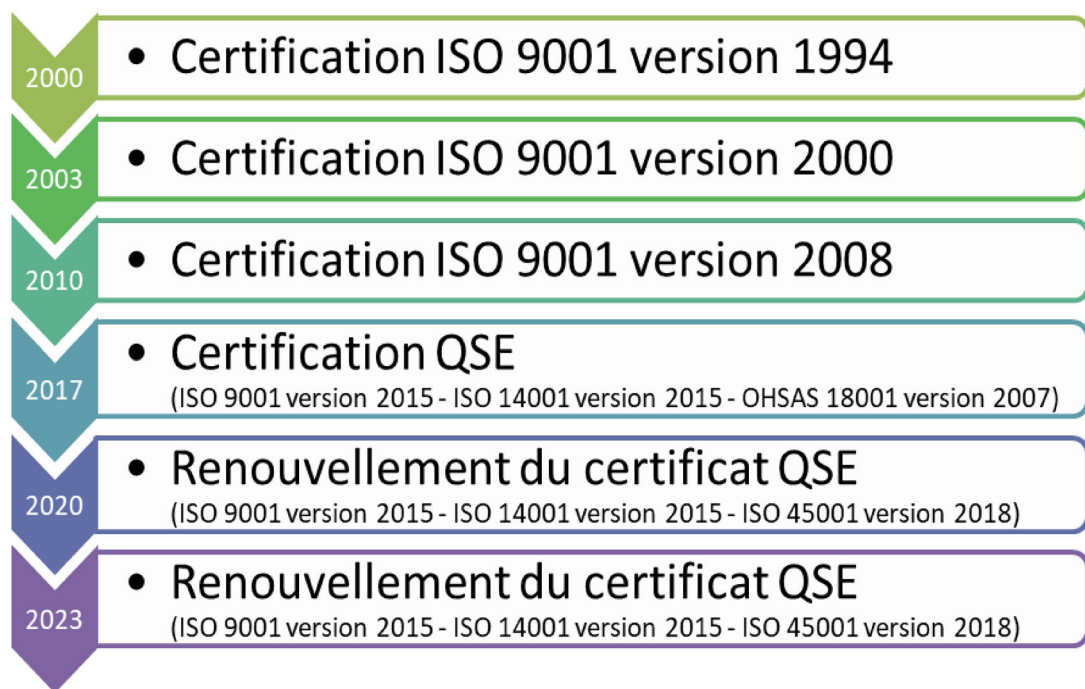 2000
• Certification ISO 9001 version 1994
2003
• Certification ISO 9001 version 2000
2010
• Certification ISO 9001 version 2008
2017
• Certification QSE
(ISO 9001 version 2015 - ISO 14001 version 2015 - OHSAS 18001 version 2007)
2020
• Renouvellement du certificat QSE
(ISO 9001 version 2015 - ISO 14001 version 2015 - ISO 45001 version 2018)
2023
• Renouvellement du certificat QSE
(ISO 9001 version 2015 - ISO 14001 version 2015 - ISO 45001 version 2018)